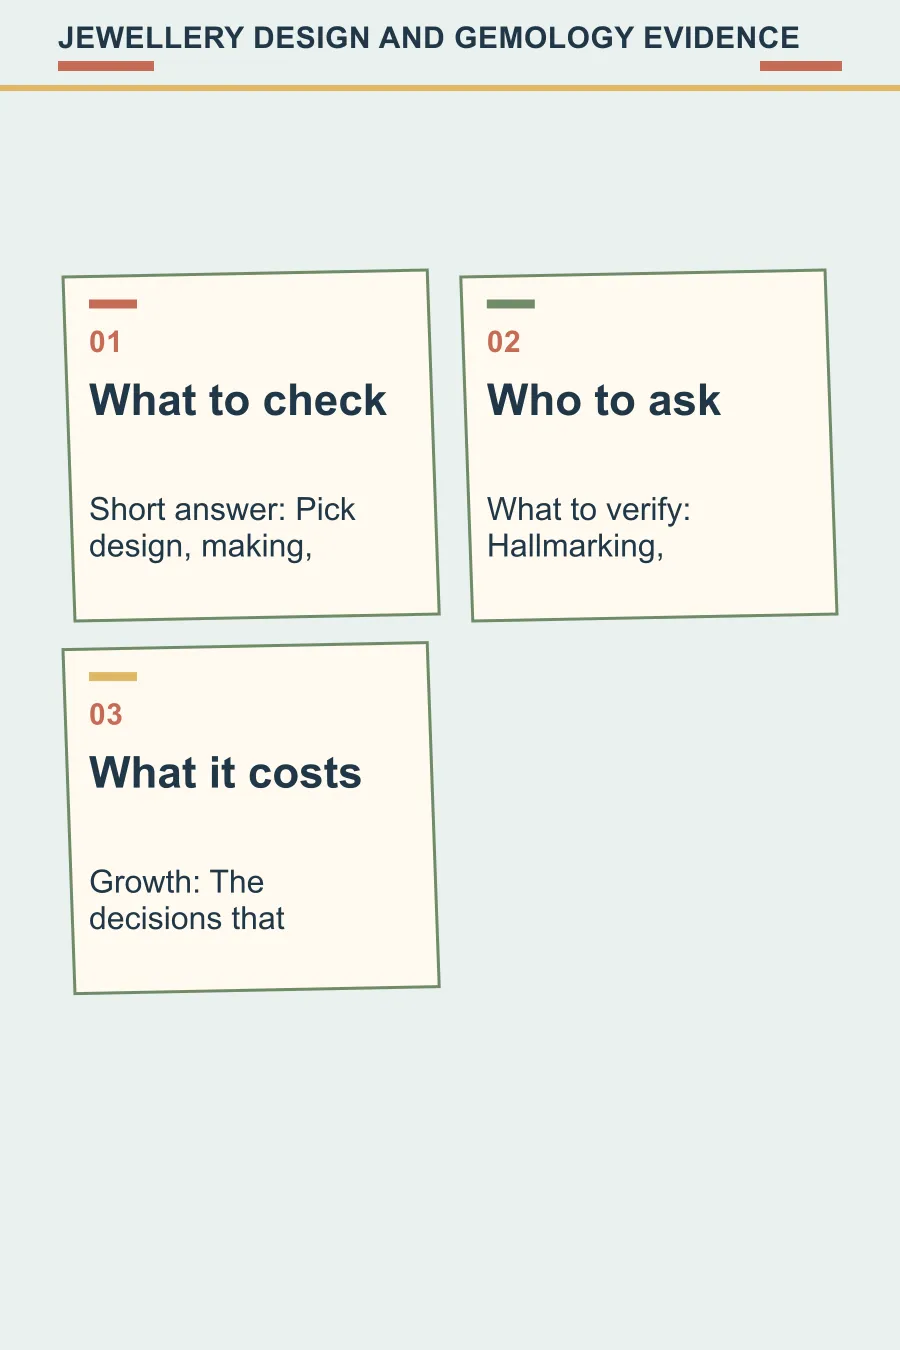 JEWELLERY DESIGN AND GEMOLOGY EVIDENCE
01
What to check
Short answer: Pick
design, making,
02
Who to ask
What to verify:
Hallmarking,
03
What it costs
Growth: The
decisions that